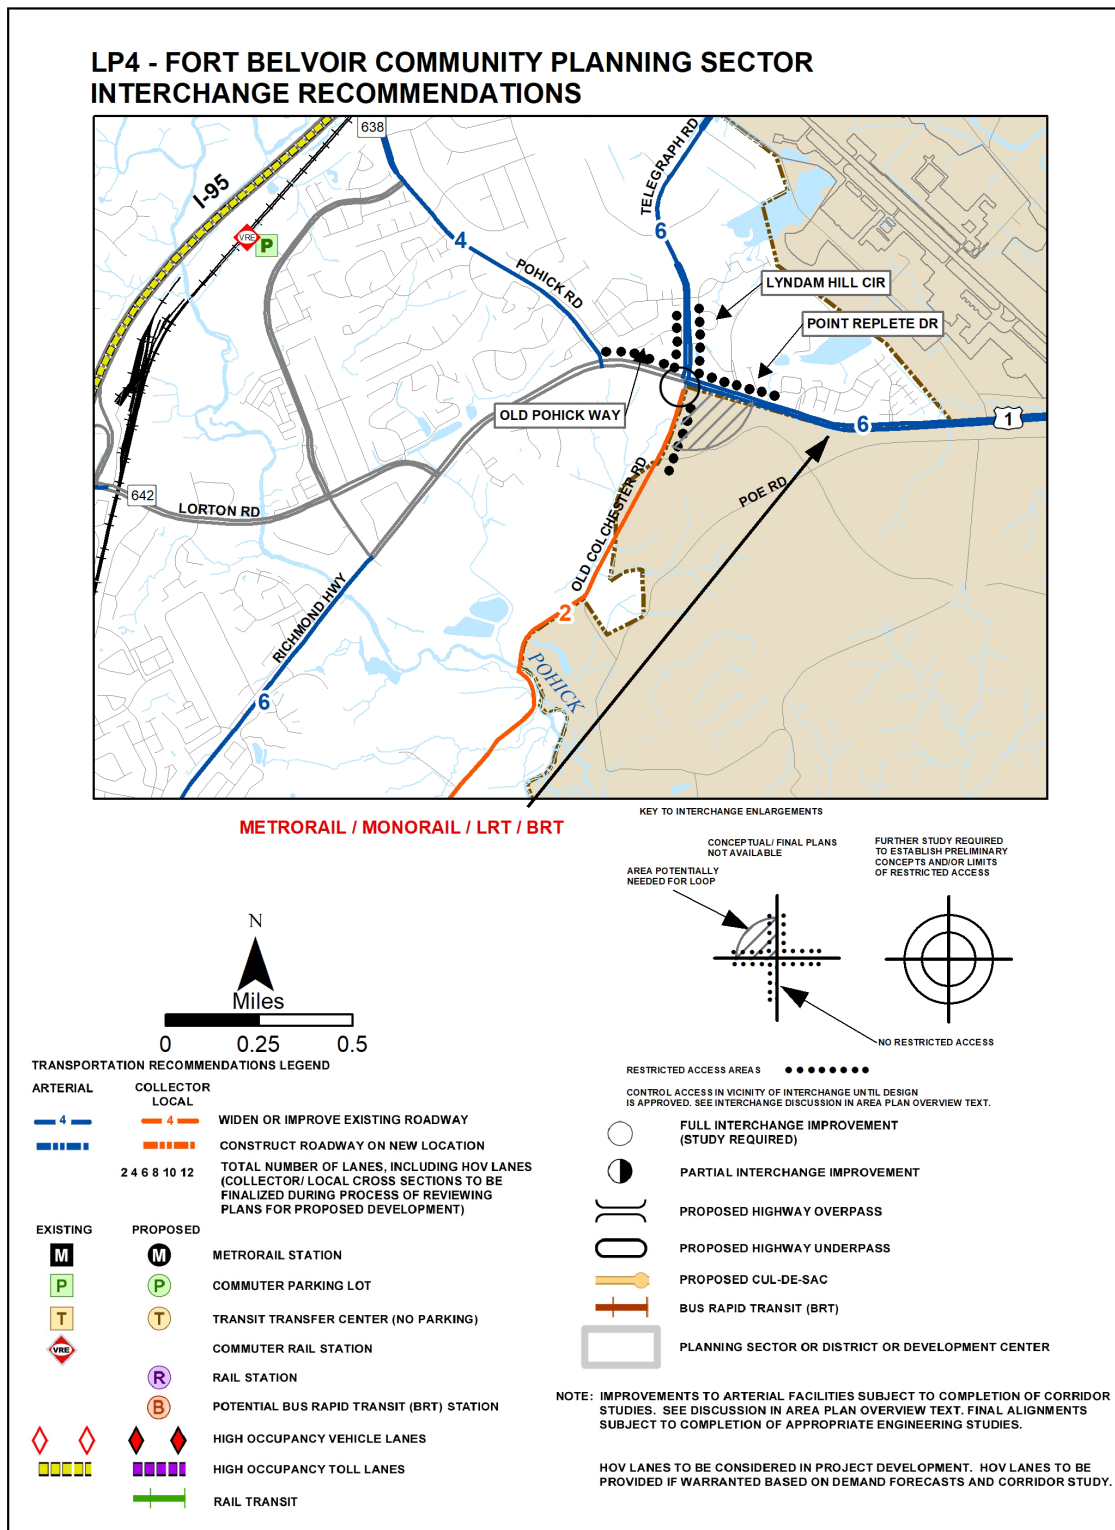 LP4 - FORT BELVOIR COMMUNITY PLANNING SECTOR
INTERCHANGE RECOMMENDATIONS
638
I-95
TELEGRAPH RD
VRE
P
4
6
POHICK RD
LYNDAM HILL CIR
POINT REPLETE DR
OLD POHICK WAY
6
1
642
LORTON RD
POE RD
OLD COLCHESTER RD
RICHMOND HWY
2
POHICK
6
METRORAIL / MONORAIL / LRT / BRT
KEY TO INTERCHANGE ENLARGEMENTS
CONCEPTUAL/ FINAL PLANS
NOT AVAILABLE
FURTHER STUDY REQUIRED
TO ESTABLISH PRELIMINARY
CONCEPTS AND/OR LIMITS
OF RESTRICTED ACCESS
AREA POTENTIALLY
NEEDED FOR LOOP
NO RESTRICTED ACCESS
N
Miles
0 0.25 0.5
TRANSPORTATION RECOMMENDATIONS LEGEND
ARTERIAL
COLLECTOR
LOCAL
4 4 WIDEN OR IMPROVE EXISTING ROADWAY
CONSTRUCT ROADWAY ON NEW LOCATION
2 4 6 8 10 12 TOTAL NUMBER OF LANES, INCLUDING HOV LANES
(COLLECTOR/ LOCAL CROSS SECTIONS TO BE
FINALIZED DURING PROCESS OF REVIEWING
PLANS FOR PROPOSED DEVELOPMENT)
EXISTING PROPOSED
M M METRORAIL STATION
P P COMMUTER PARKING LOT
T T TRANSIT TRANSFER CENTER (NO PARKING)
VRE COMMUTER RAIL STATION
R RAIL STATION
B POTENTIAL BUS RAPID TRANSIT (BRT) STATION
HIGH OCCUPANCY VEHICLE LANES
HIGH OCCUPANCY TOLL LANES
RAIL TRANSIT
RESTRICTED ACCESS AREAS
CONTROL ACCESS IN VICINITY OF INTERCHANGE UNTIL DESIGN
IS APPROVED. SEE INTERCHANGE DISCUSSION IN AREA PLAN OVERVIEW TEXT.
FULL INTERCHANGE IMPROVEMENT
(STUDY REQUIRED)
PARTIAL INTERCHANGE IMPROVEMENT
PROPOSED HIGHWAY OVERPASS
PROPOSED HIGHWAY UNDERPASS
PROPOSED CUL-DE-SAC
BUS RAPID TRANSIT (BRT)
PLANNING SECTOR OR DISTRICT OR DEVELOPMENT CENTER
NOTE: IMPROVEMENTS TO ARTERIAL FACILITIES SUBJECT TO COMPLETION OF CORRIDOR
STUDIES. SEE DISCUSSION IN AREA PLAN OVERVIEW TEXT. FINAL ALIGNMENTS
SUBJECT TO COMPLETION OF APPROPRIATE ENGINEERING STUDIES.
HOV LANES TO BE CONSIDERED IN PROJECT DEVELOPMENT. HOV LANES TO BE
PROVIDED IF WARRANTED BASED ON DEMAND FORECASTS AND CORRIDOR STUDY.